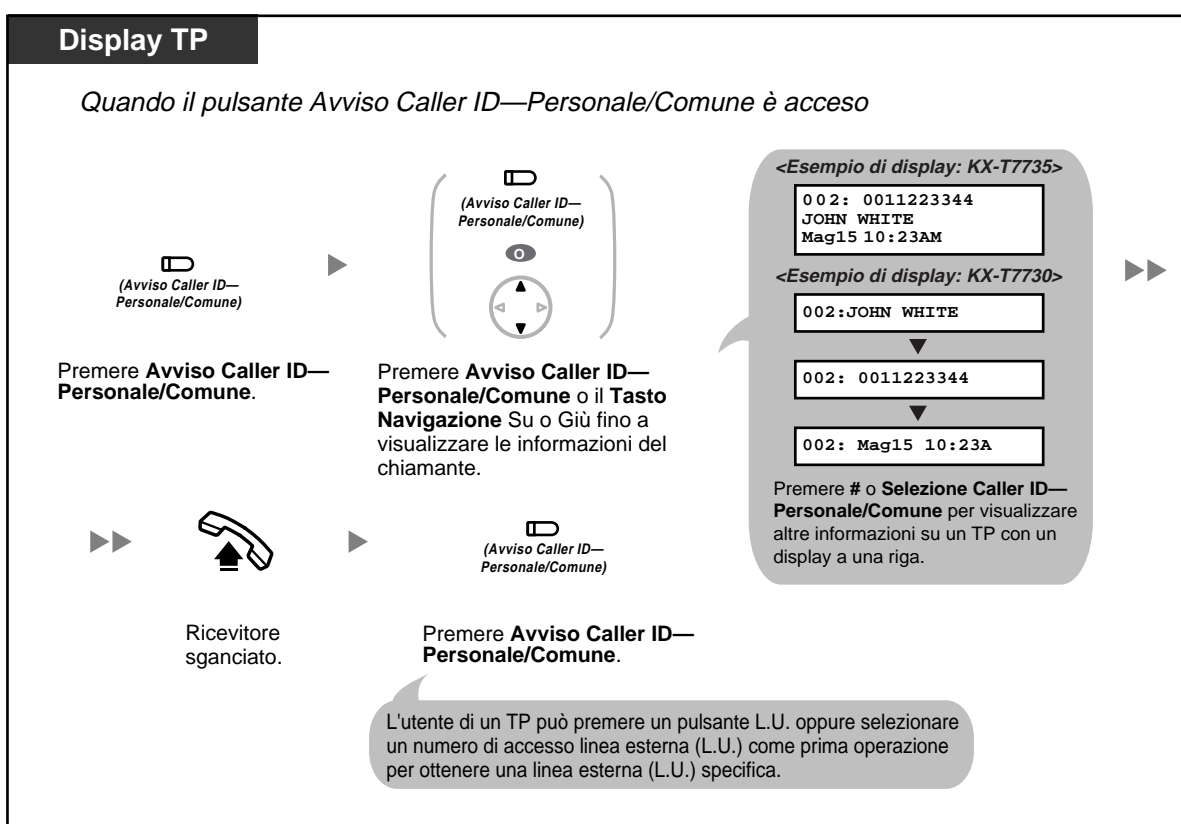 Display TP
Quando il pulsante Avviso Caller ID—Personale/Comune è acceso
(Avviso Caller ID—
Personale/Comune)
Premere Avviso Caller ID—
Personale/Comune.
(Avviso Caller ID—
Personale/Comune)
O
Premere Avviso Caller ID—
Personale/Comune o il Tasto
Navigazione Su o Giù fino a
visualizzare le informazioni del
chiamante.
<Esempio di display: KX-T7735>
002: 0011223344
JOHN WHITE
Mag15 10:23AM
<Esempio di display: KX-T7730>
002:JOHN WHITE
002: 0011223344
002: Mag15 10:23A
Premere # o Selezione Caller ID—
Personale/Comune per visualizzare
altre informazioni su un TP con un
display a una riga.
Ricevitore
sganciato.
(Avviso Caller ID—
Personale/Comune)
Premere Avviso Caller ID—
Personale/Comune.
L'utente di un TP può premere un pulsante L.U. oppure selezionare
un numero di accesso linea esterna (L.U.) come prima operazione
per ottenere una linea esterna (L.U.) specifica.